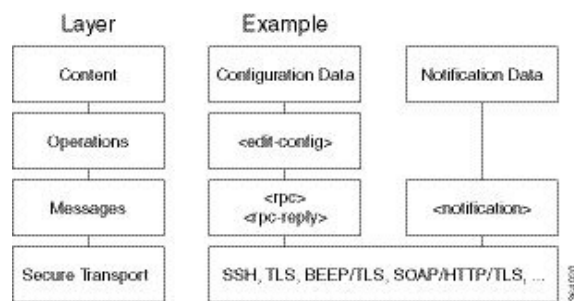 Layer Example
Content Configuration Data Notification Data
Operations <edit-config>
Messages <rpc> <notification>
<rpc-reply>
Secure Transport SSH, TLS, BEEP/TLS, SOAP/HTTP/TLS, ...